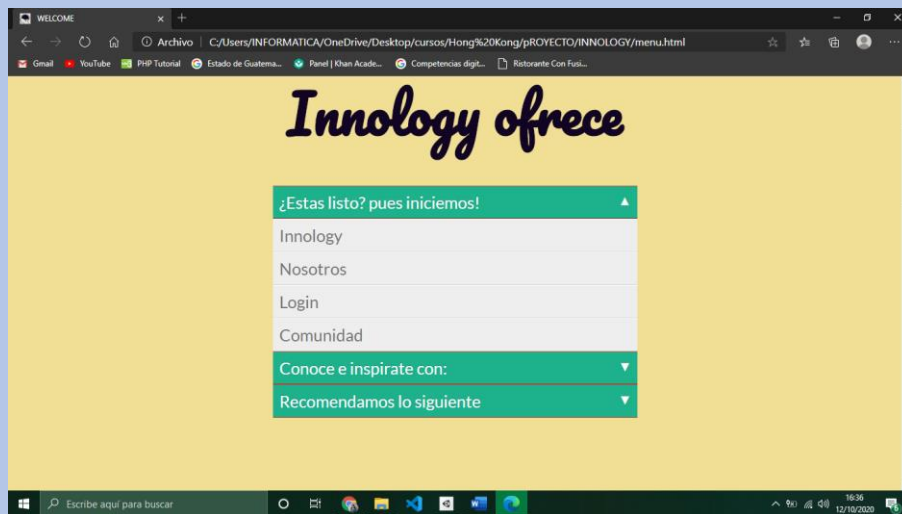 WELCOME
Archivo | C:/Users/INFORMATICA/OneDrive/Desktop/cursos/Hong%20Kong/pROYECTO/INNOLOGY/menu.html
Gmail YouTube PHP Tutorial Estado de Guatema... Panel | Khan Acade... Competencias digit... Ristorante Con Fusi...
Innology ofrece
¿Estas listo? pues iniciemos!
Innology
Nosotros
Login
Comunidad
Conoce e inspirate con:
Recomendamos lo siguiente
Escribe aquí para buscar
16:36
12/10/2020